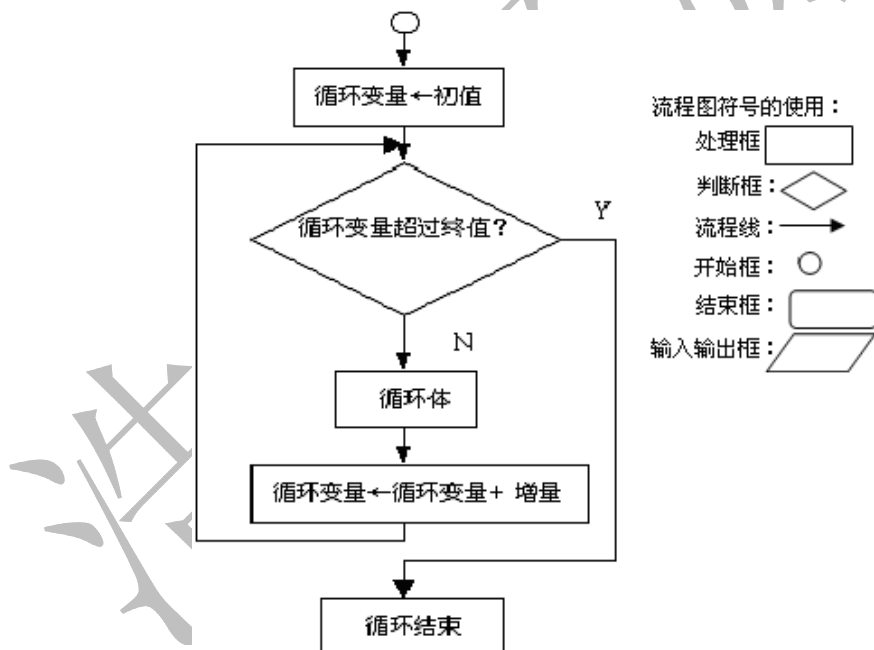 循环变量←初值
循环变量超过终值？
Y
N
循环体
循环变量←循环变量+ 增量
循环结束
流程图符号的使用：
处理框
判断框：
流程线：
开始框：
结束框：
输入输出框：